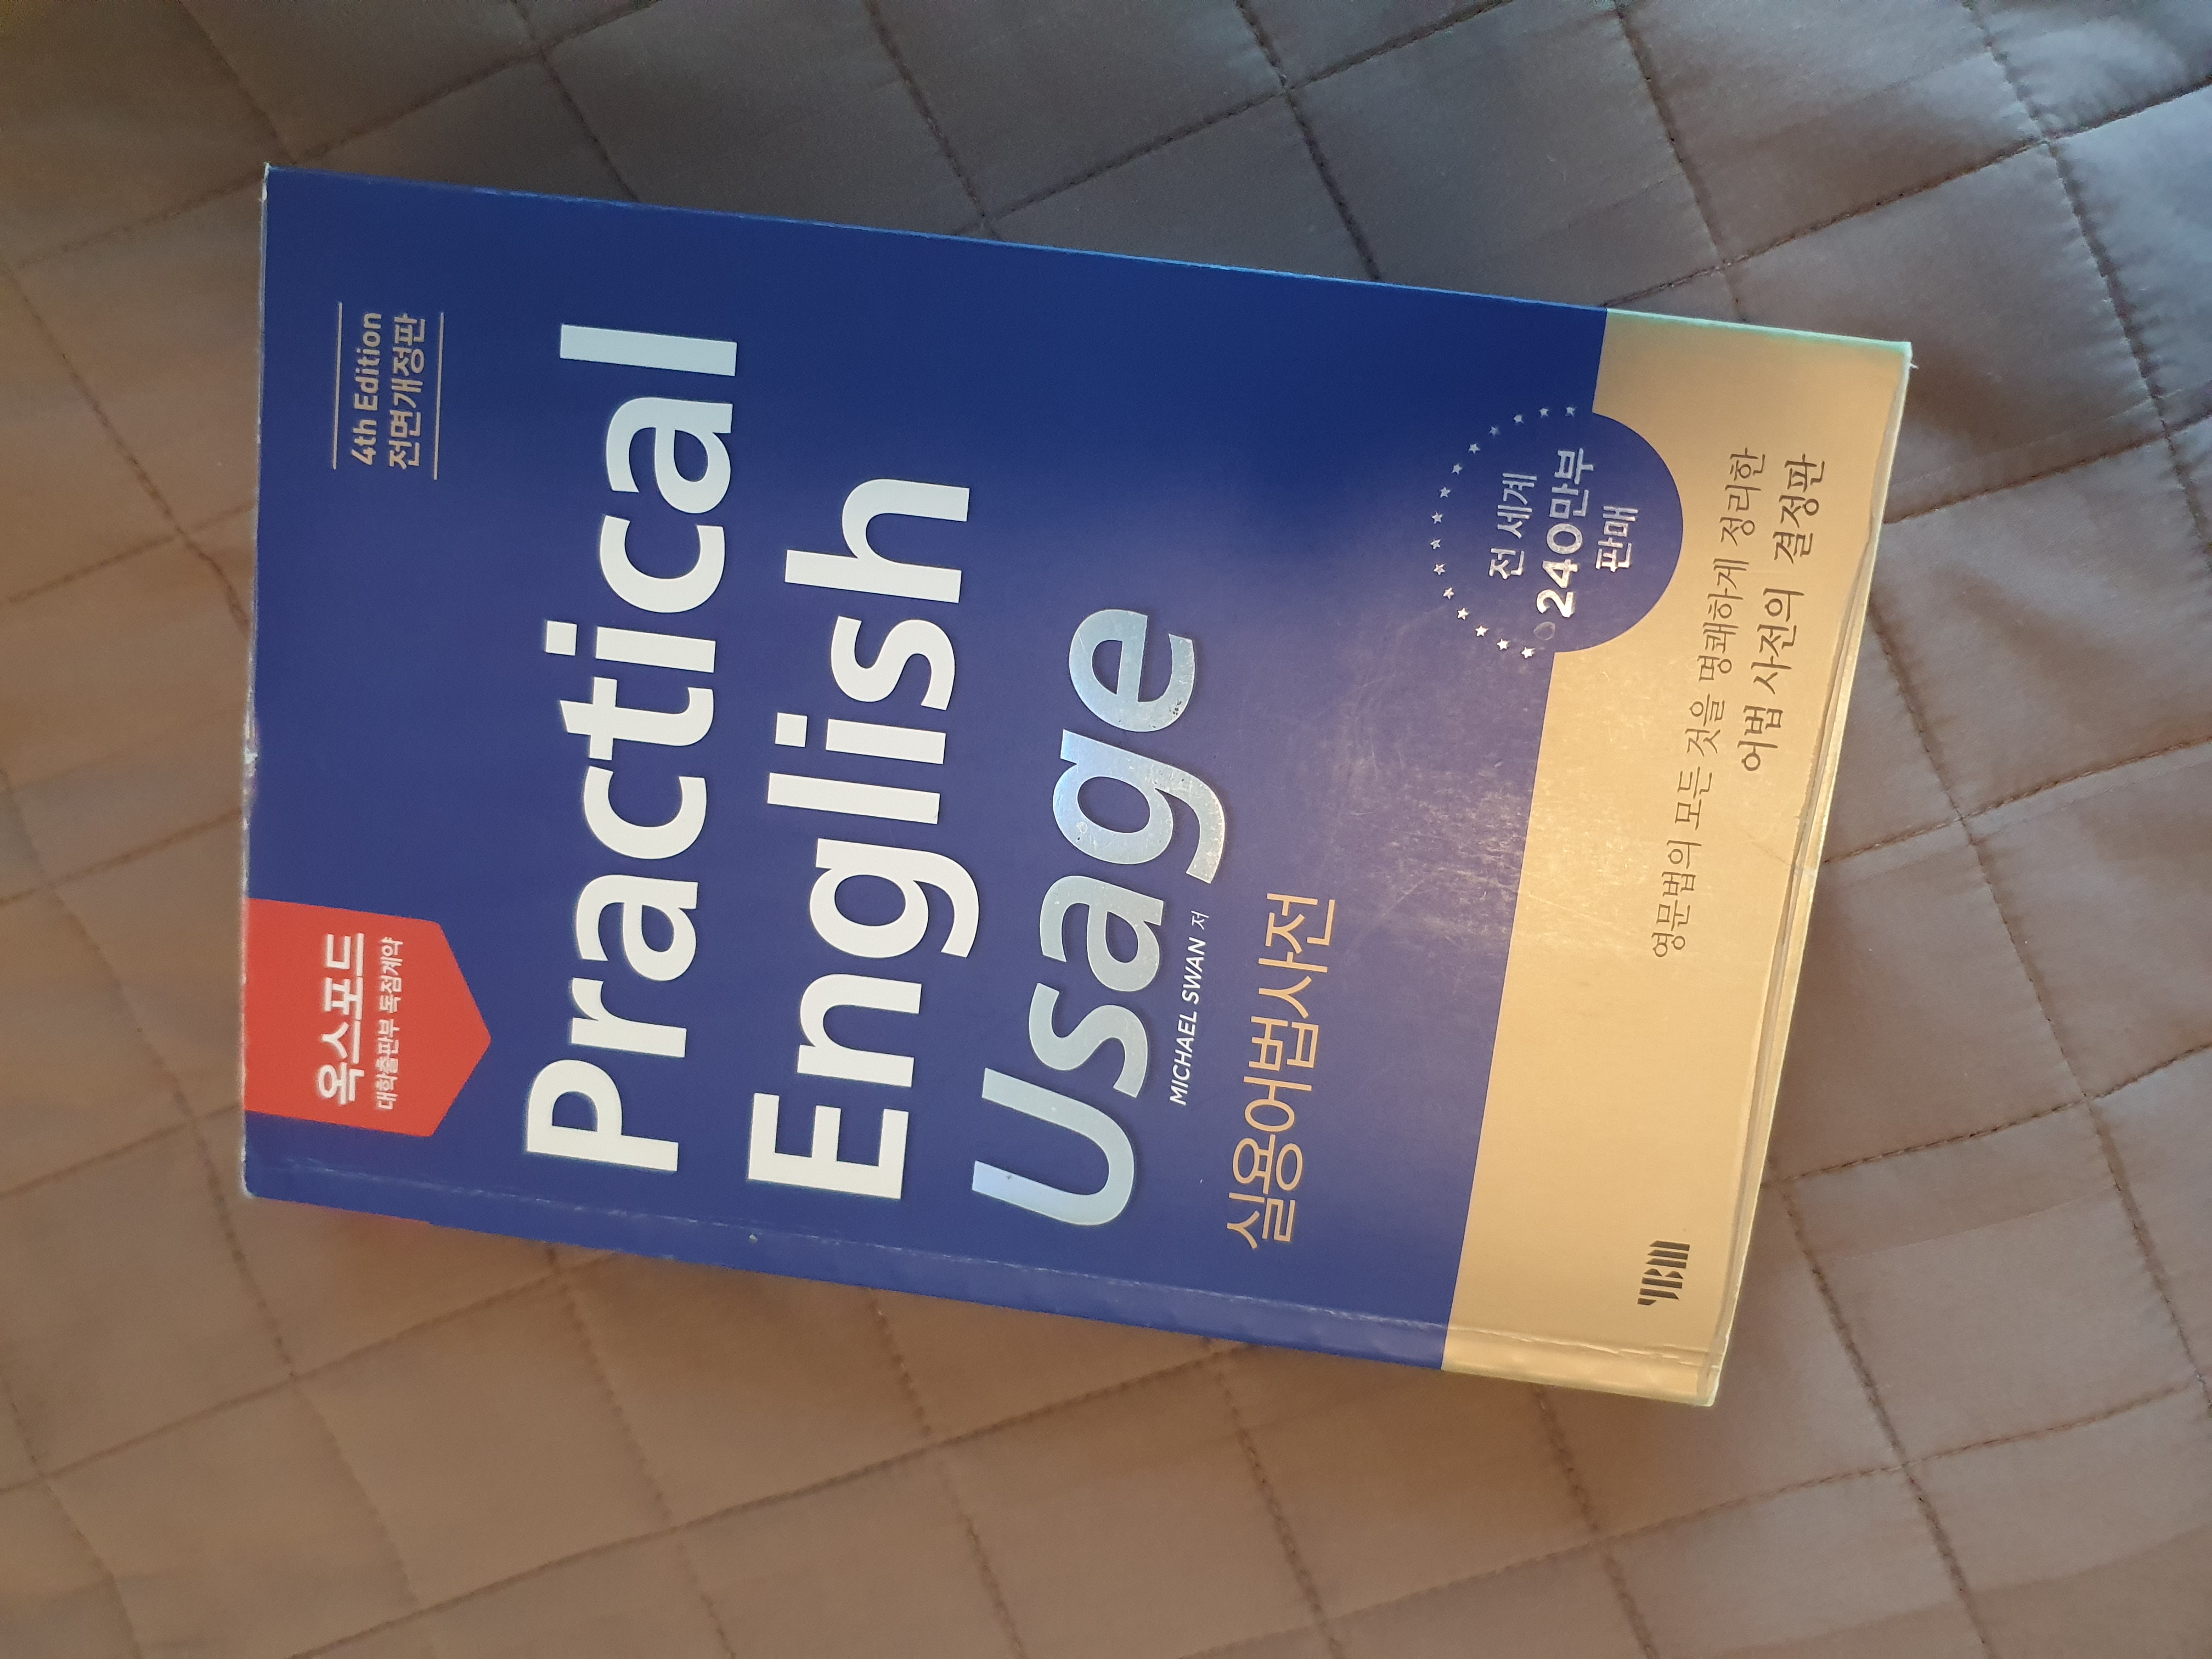 옥스포드
대학출판부 독점계약
4th Edition
전면개정판
Practical
English
Usage
MICHAEL SWAN 저
실용어법사전
전 세계
240만부
판매
영문법의 모든 것을 명쾌하게 정리한
어법 사전의 결정판
YBM